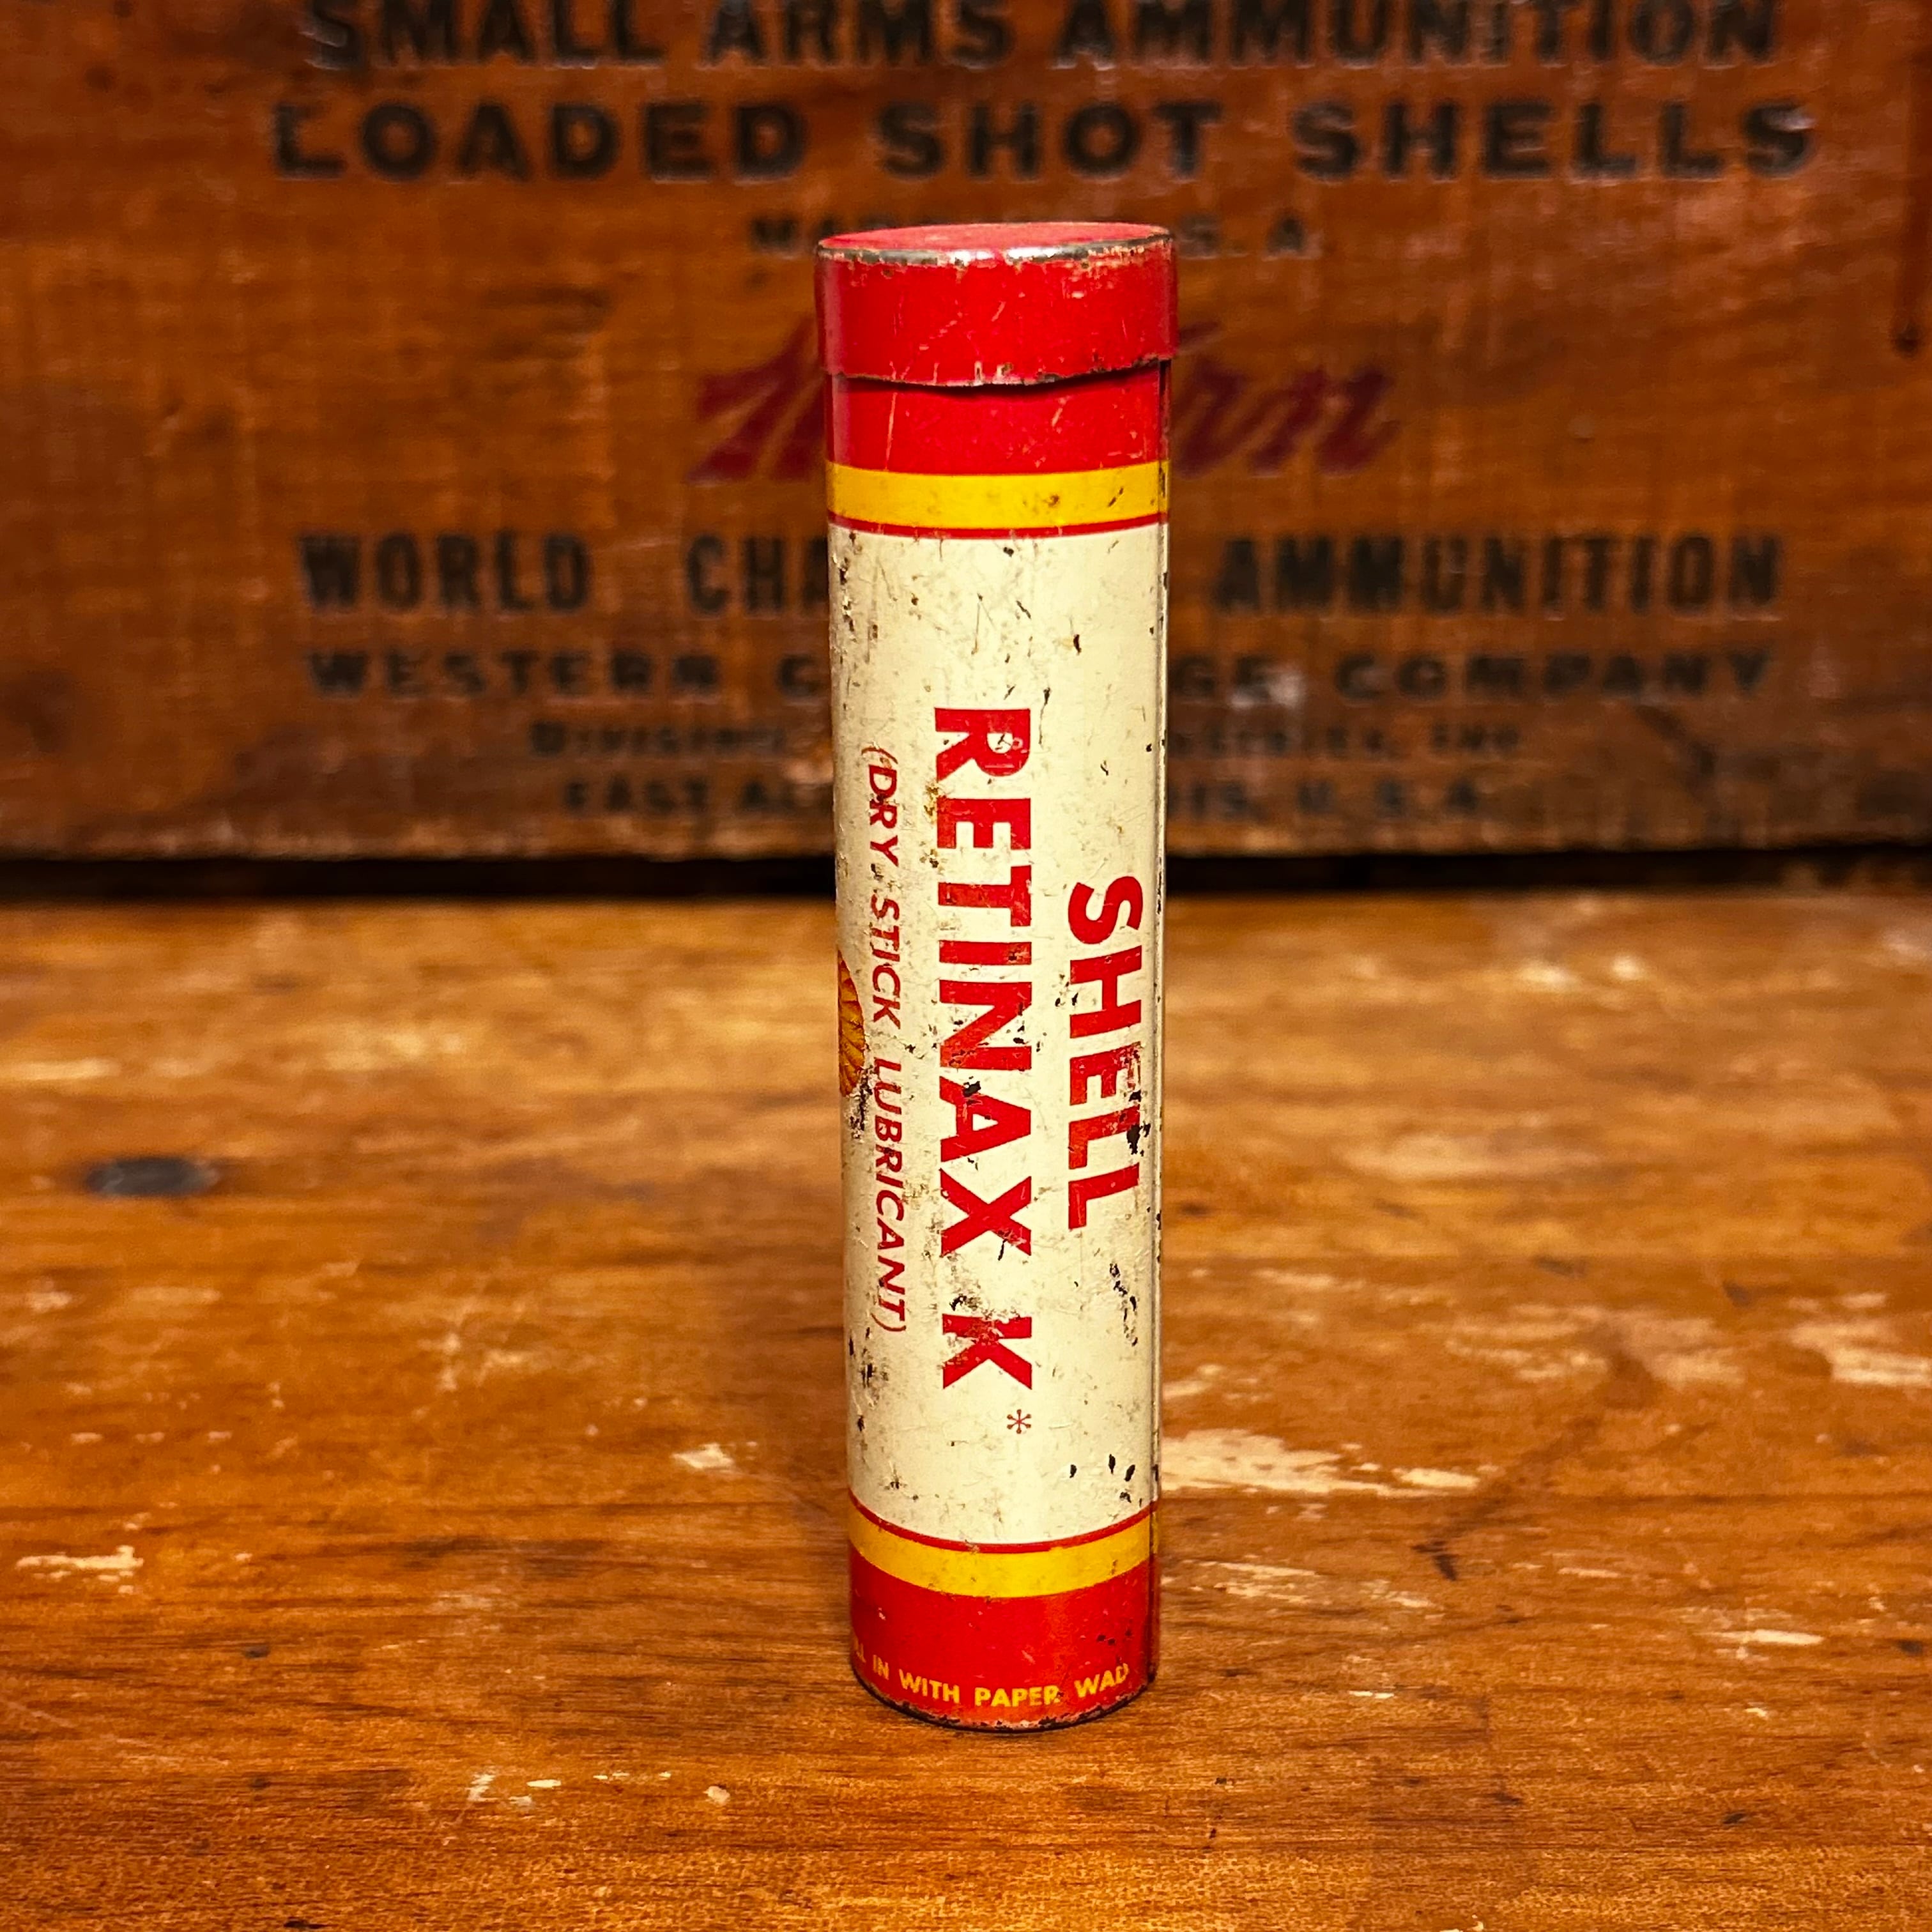 SMALL ARMS AMMUNITION
LOADED SHOT SHELLS
S.A.
WORLD AMMUNITION
WESTERN COMPANY
U.S.A.
SHELL
RETINAX K*
(DRY STICK LUBRICANT)
IN WITH PAPER WAD